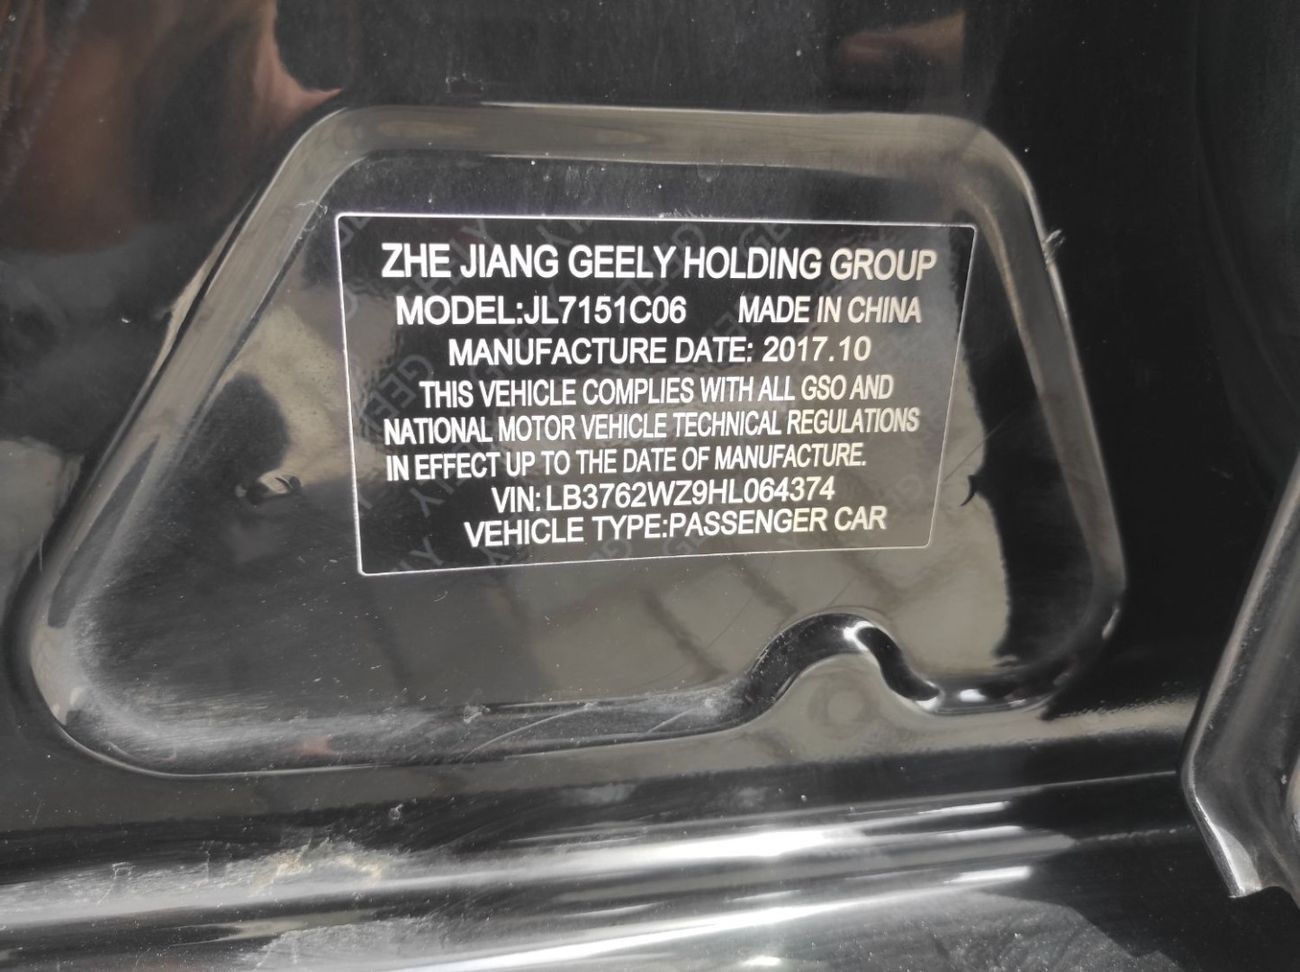 ZHE JIANG GEELY HOLDING GROUP
MODEL:JL7151C06 MADE IN CHINA
MANUFACTURE DATE: 2017.10
THIS VEHICLE COMPLIES WITH ALL GSO AND
NATIONAL MOTOR VEHICLE TECHNICAL REGULATIONS
IN EFFECT UP TO THE DATE OF MANUFACTURE.
VIN: LB3762WZ9HL064374
VEHICLE TYPE:PASSENGER CAR